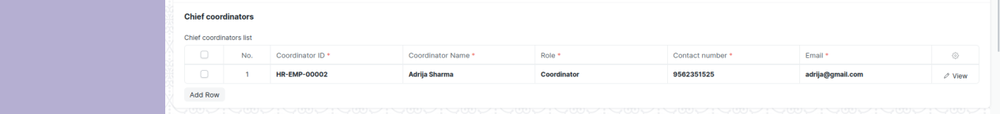 Chief coordinators
Chief coordinators list
No. Coordinator ID * Coordinator Name * Role * Contact number * Email *
1 HR-EMP-00002 Adrija Sharma Coordinator 9562351525 adrija@gmail.com View
Add Row